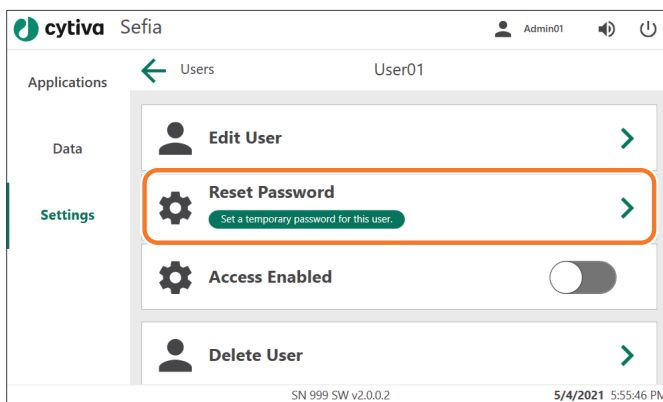 cytiva Sefia Admin01
Users User01
Applications
Data
Settings
Edit User
Reset Password
Set a temporary password for this user.
Access Enabled
Delete User
SN 999 SW v2.0.0.2 5/4/2021 5:55:46 PM